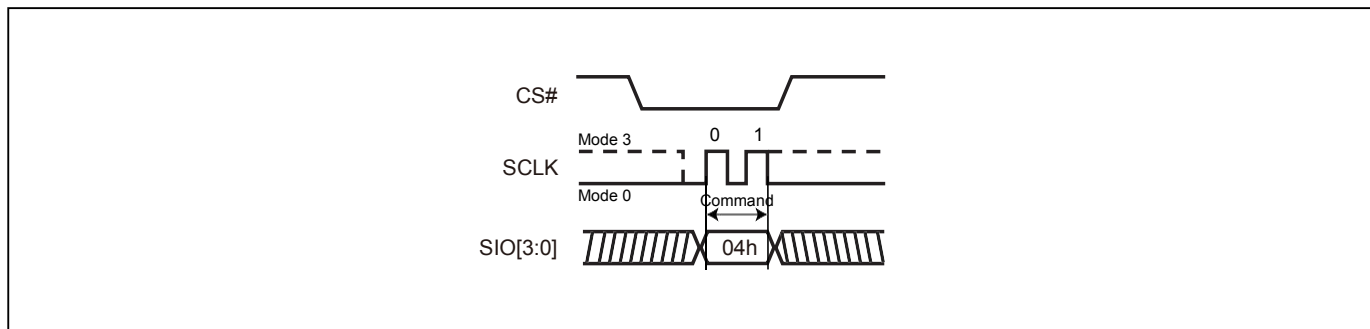 CS#
Mode 3
0 1
SCLK
Mode 0
Command
SIO[3:0]
04h